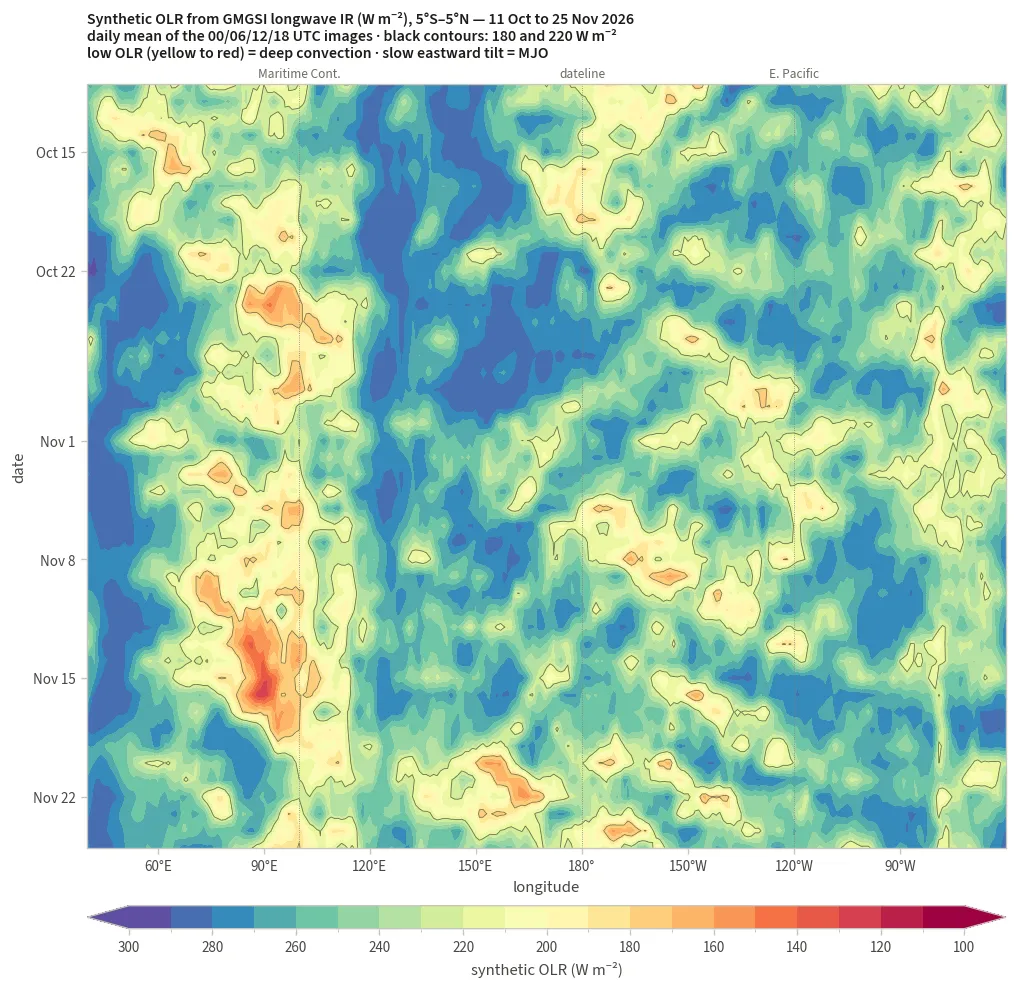 Synthetic OLR from GMGSI longwave IR (W m⁻²), 5°S–5°N — 11 Oct to 25 Nov 2026
daily mean of the 00/06/12/18 UTC images · black contours: 180 and 220 W m⁻²
low OLR (yellow to red) = deep convection · slow eastward tilt = MJO
Maritime Cont. dateline E. Pacific
Oct 15
Oct 22
Nov 1
Nov 8
Nov 15
Nov 22
date
60°E 90°E 120°E 150°E 180° 150°W 120°W 90°W
longitude
300 280 260 240 220 200 180 160 140 120 100
synthetic OLR (W m⁻²)